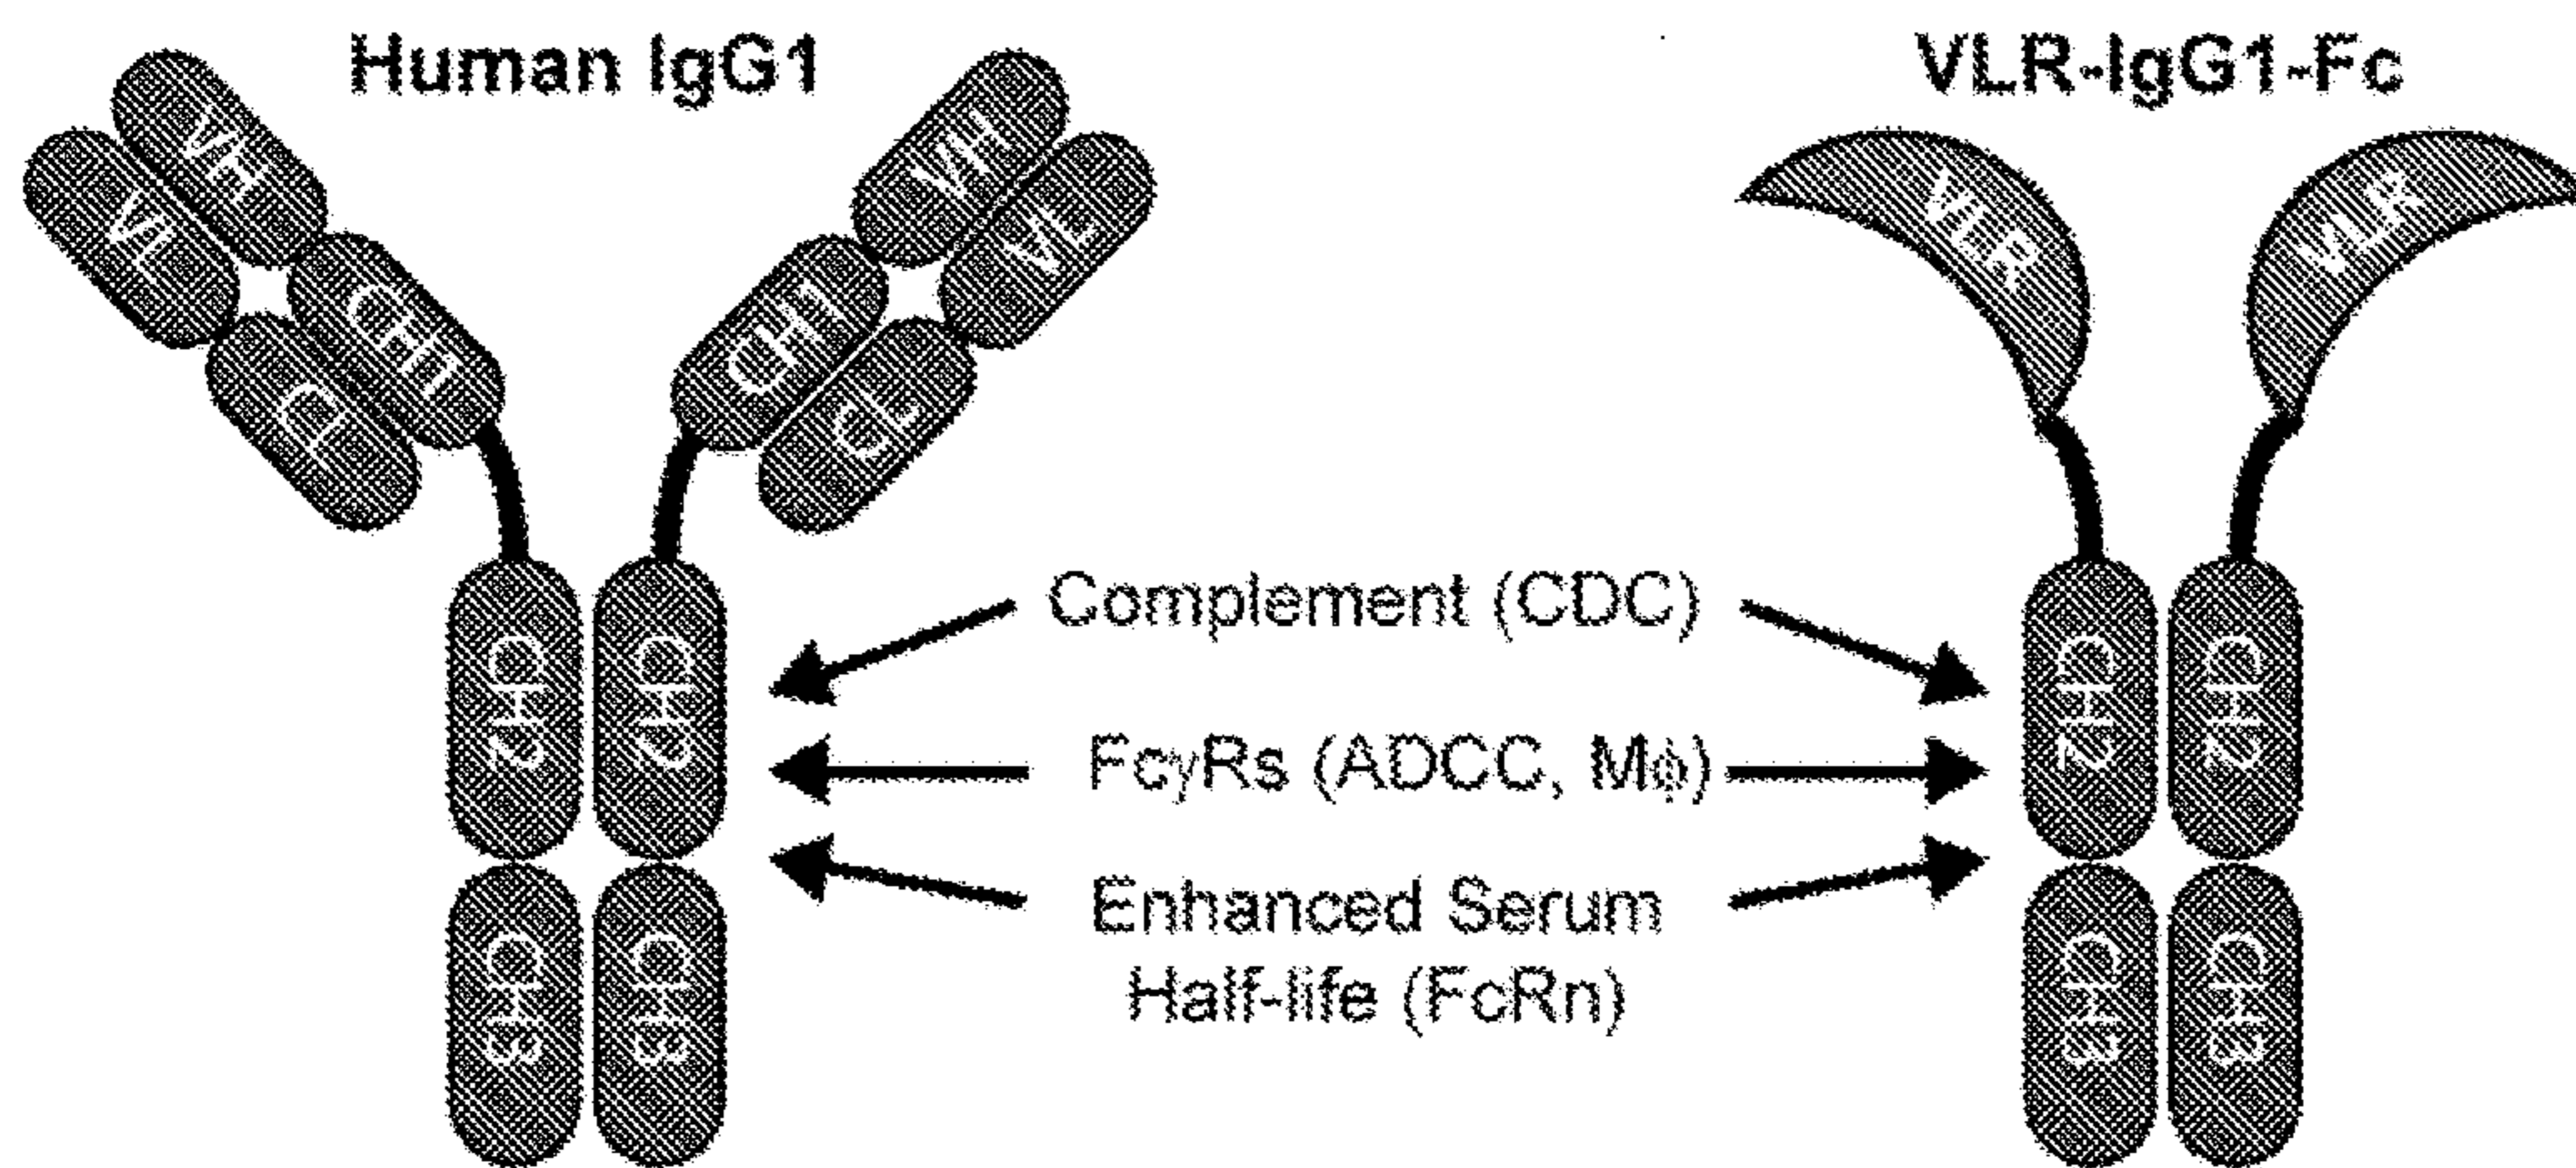 Human IgG1
VLR-IgG1-Fc
VH
VL
CH1
CL
VH
VL
CH1
CL
VLR
VLR
Complement (CDC)
FcγRs (ADCC, Mϕ)
Enhanced Serum
Half-life (FcRn)
CH2
CH2
CH3
CH3
CH2
CH2
CH3
CH3